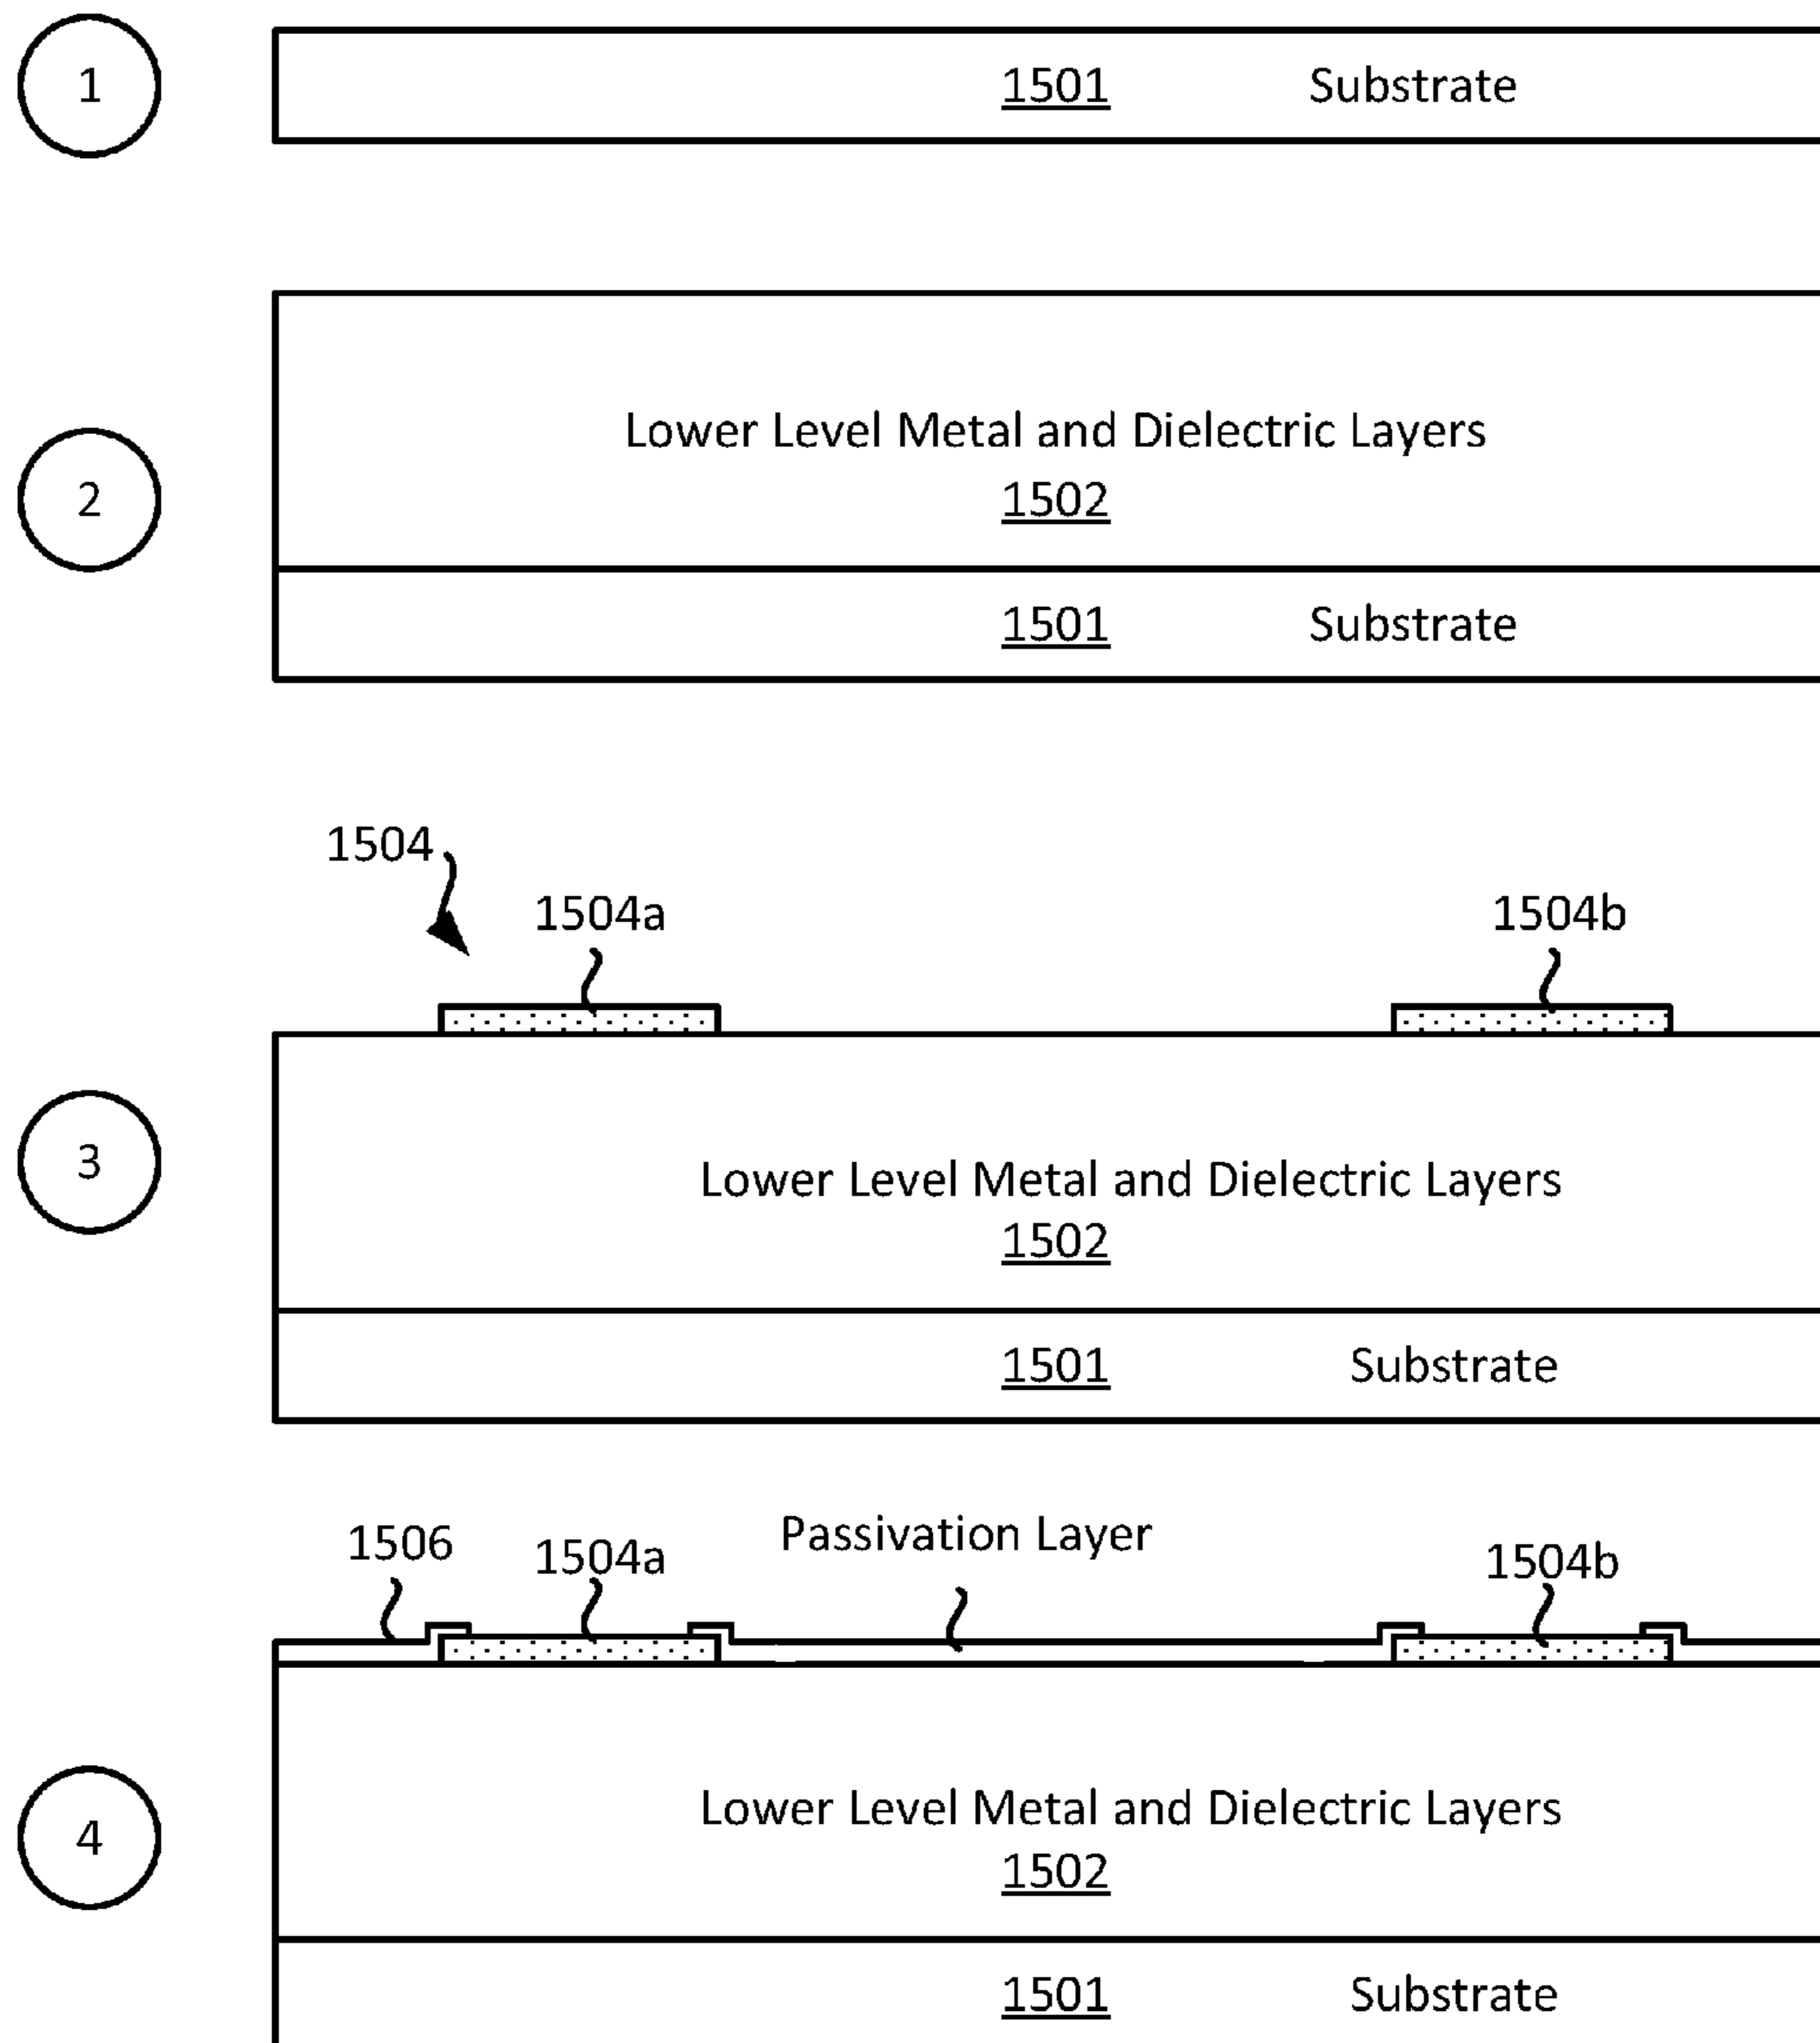 1
1501 Substrate
2
Lower Level Metal and Dielectric Layers
1502
1501 Substrate
1504
1504a
1504b
3
Lower Level Metal and Dielectric Layers
1502
1501 Substrate
1506
1504a
Passivation Layer
1504b
4
Lower Level Metal and Dielectric Layers
1502
1501 Substrate